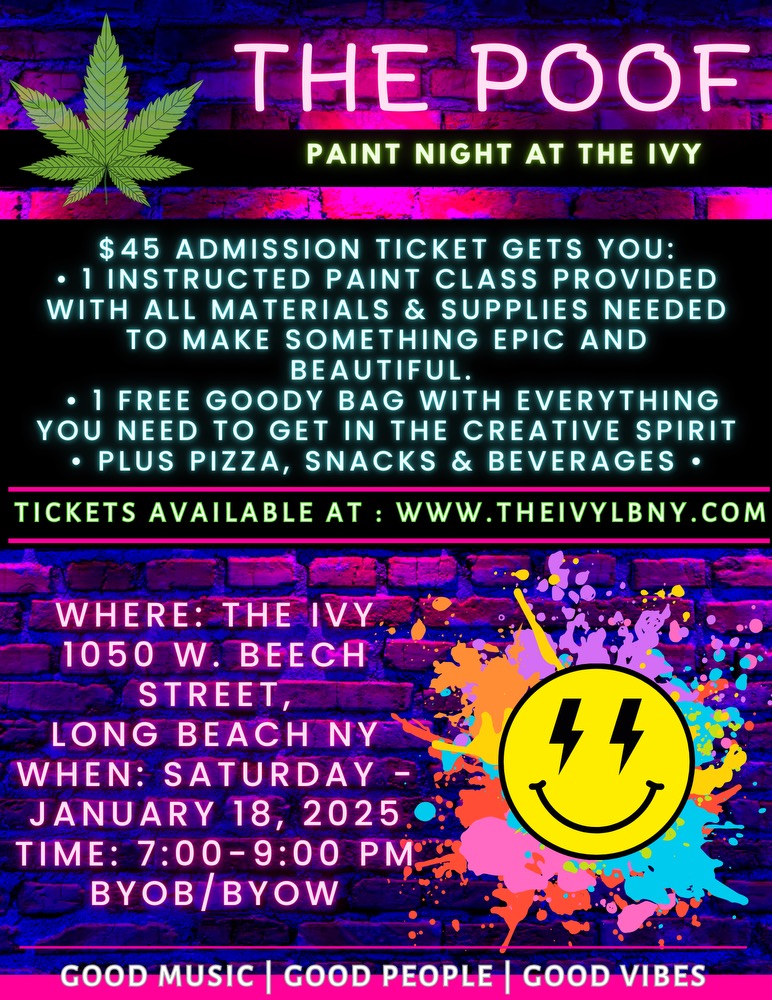 THE POOF
PAINT NIGHT AT THE IVY
$45 ADMISSION TICKET GETS YOU:
• 1 INSTRUCTED PAINT CLASS PROVIDED
WITH ALL MATERIALS & SUPPLIES NEEDED
TO MAKE SOMETHING EPIC AND
BEAUTIFUL.
• 1 FREE GOODY BAG WITH EVERYTHING
YOU NEED TO GET IN THE CREATIVE SPIRIT
• PLUS PIZZA, SNACKS & BEVERAGES •
TICKETS AVAILABLE AT : WWW.THEIVYLBNY.COM
WHERE: THE IVY
1050 W. BEECH
STREET,
LONG BEACH NY
WHEN: SATURDAY -
JANUARY 18, 2025
TIME: 7:00-9:00 PM
BYOB/BYOW
GOOD MUSIC | GOOD PEOPLE | GOOD VIBES